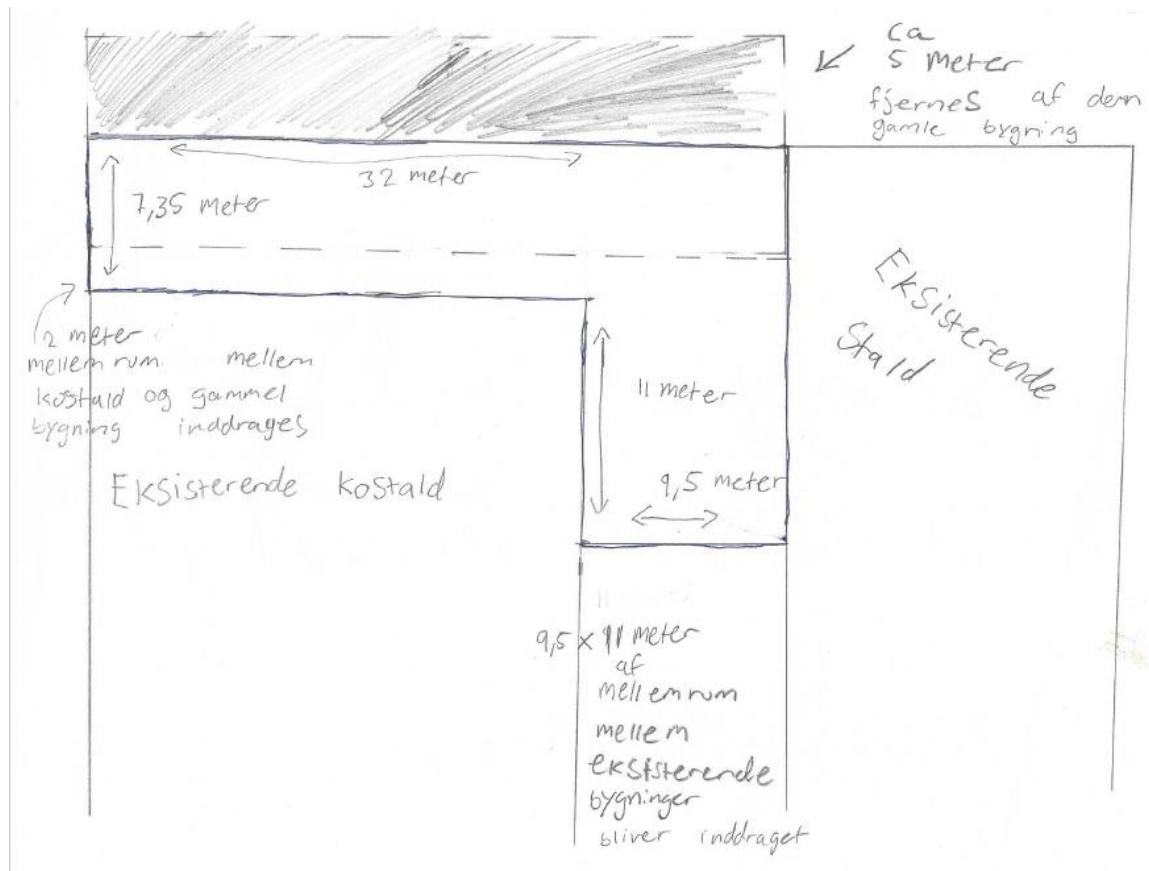 ca
5 meter
fjernes af den
gamle bygning
32 meter
7,35 meter
Eksisterende
Stald
2 meter
mellem rum mellem
kostald og gammel
bygning inddrages
11 meter
9,5 meter
Eksisterende kostald
9,5 x 11 meter
af
mellemrum
mellem
eksisterende
bygninger
bliver inddraget